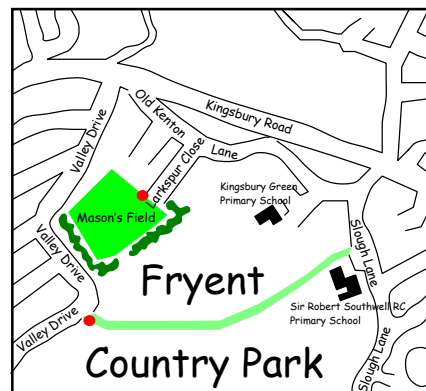 Kingsbury Road
Old Kenton
Lane
Valley Drive
Larkspur Close
Kingsbury Green
Primary School
Mason's Field
Valley Drive
Slough Lane
Fryent
Sir Robert Southwell RC
Primary School
Valley Drive
Country Park
Slough Lane